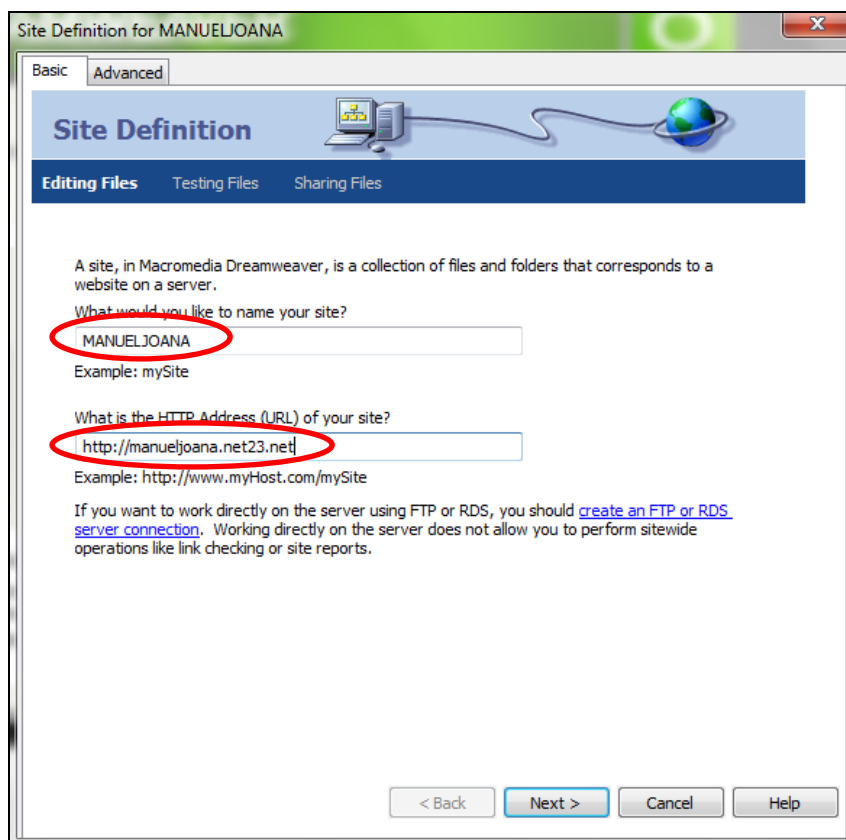 Site Definition for MANUELJOANA
X
Basic Advanced
Site Definition
Editing Files Testing Files Sharing Files
A site, in Macromedia Dreamweaver, is a collection of files and folders that corresponds to a
website on a server.
What would you like to name your site?
MANUELJOANA
Example: mySite
What is the HTTP Address (URL) of your site?
http://manueljoana.net23.net
Example: http://www.myHost.com/mySite
If you want to work directly on the server using FTP or RDS, you should create an FTP or RDS
server connection. Working directly on the server does not allow you to perform sitewide
operations like link checking or site reports.
< Back Next > Cancel Help